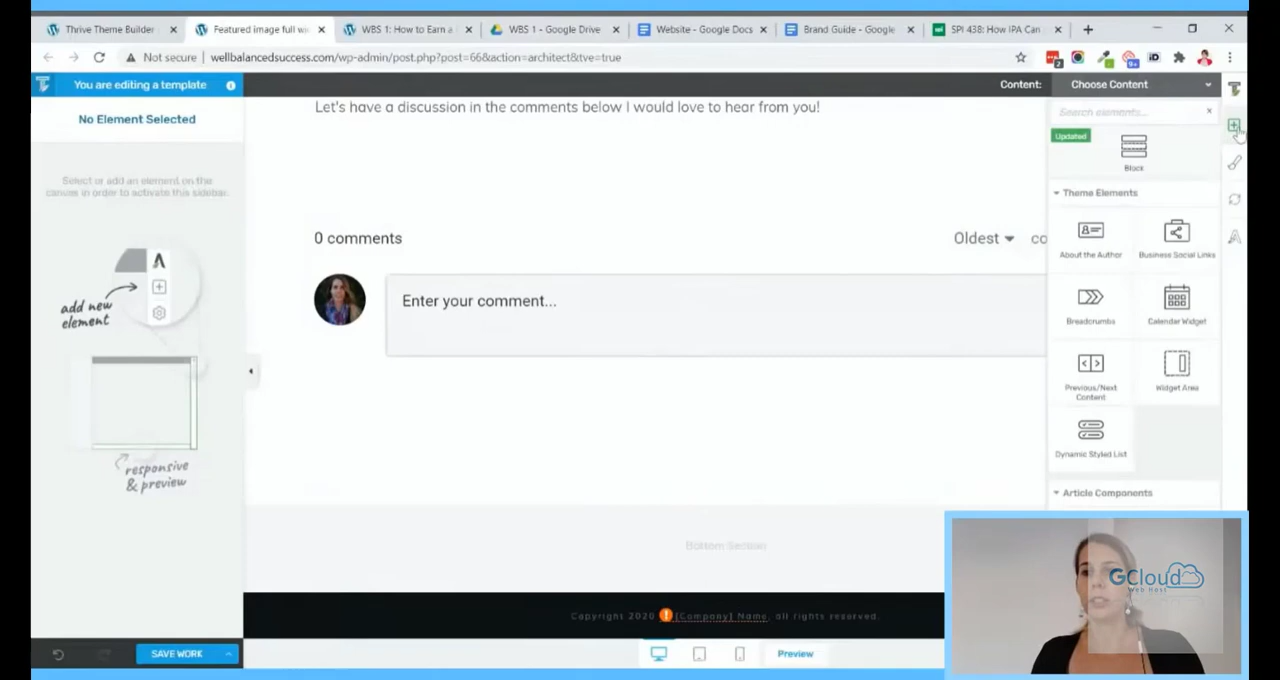 Thrive Theme Builder
Featured image full wi
WBS 1: How to Earn a
WBS 1 - Google Drive
Website - Google Docs
Brand Guide - Google
SPI 438: How IPA Can
Not secure | wellbalancedsuccess.com/wp-admin/post.php?post=66&action=architect&tve=true
You are editing a template
Content:
Choose Content
No Element Selected
Let's have a discussion in the comments below I would love to hear from you!
Search elements...
Updated
Block
Select or add an element on the
canvas in order to activate this sidebar.
Theme Elements
0 comments
Oldest
co
About the Author
Business Social Links
add new
element
Enter your comment...
Breadcrumbs
Calendar Widget
Previous/Next
Content
Widget Area
Dynamic Styled List
responsive
& preview
Article Components
Bottom Section
GCloud
Web Host
Copyright 2020 [Company] Name, all rights reserved.
SAVE WORK
Preview